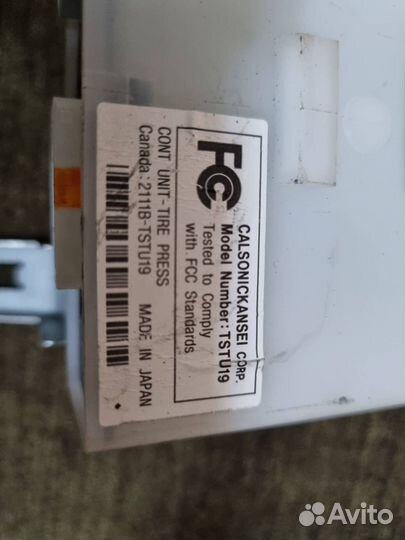 FC
CALSONICKANSEI CORP.
Model Number: TSTU19
Tested to Comply
with FCC Standards
CONT UNIT-TIRE PRESS
Canada: 2111B-TSTU19 MADE IN JAPAN
Avito